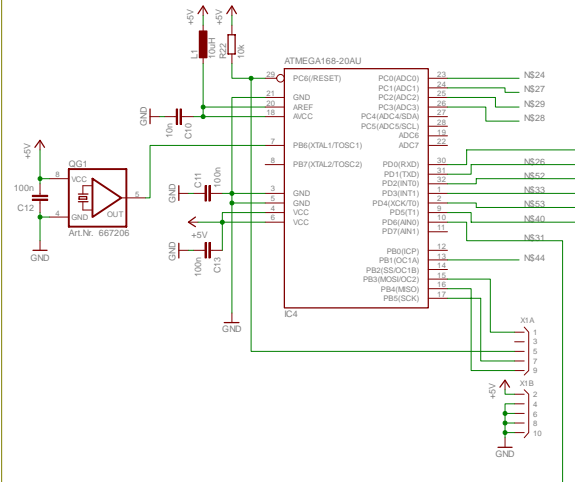 +5V
+5V
L1
10uH
R22
10k
ATMEGA168-20AU
29 PC6(/RESET) PC0(ADC0) 23 N$24
PC1(ADC1) 24 N$27
21 GND PC2(ADC2) 25 N$29
20 AREF PC3(ADC3) 26 N$28
18 AVCC PC4(ADC4/SDA) 27
PC5(ADC5/SCL) 28
ADC6 19
ADC7 22
GND
10n
C10
7 PB6(XTAL1/TOSC1)
8 PB7(XTAL2/TOSC2)
PD0(RXD) 30
PD1(TXD) 31 N$26
PD2(INT0) 32 N$52
3 GND PD3(INT1) 1 N$33
5 GND PD4(XCK/T0) 2 N$53
4 VCC PD5(T1) 9 N$40
6 VCC PD6(AIN0) 10
PD7(AIN1) 11 N$31
PB0(ICP) 12
PB1(OC1A) 13 N$44
PB2(SS/OC1B) 14
PB3(MOSI/OC2) 15
PB4(MISO) 16
PB5(SCK) 17
IC4
GND
C11
100n
+5V
GND
100n
C13
GND
+5V
100n
C12
GND
QG1
8 VCC
4 GND
OUT 5
Art.Nr. 667206
X1A
1
3
5
7
9
X1B
+5V
2
4
6
8
10
GND